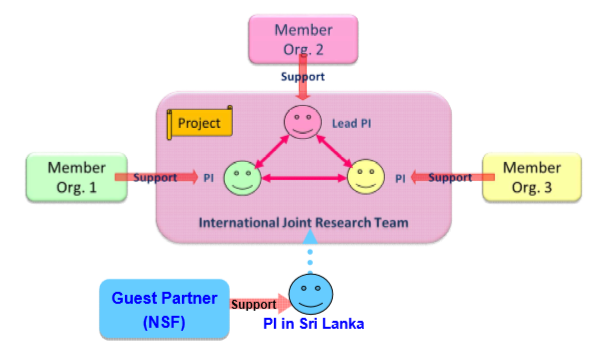 Member
Org. 2
Support
Project
Lead PI
Member
Org. 1
Support
PI
PI
Support
Member
Org. 3
International Joint Research Team
Guest Partner
(NSF)
Support
PI in Sri Lanka